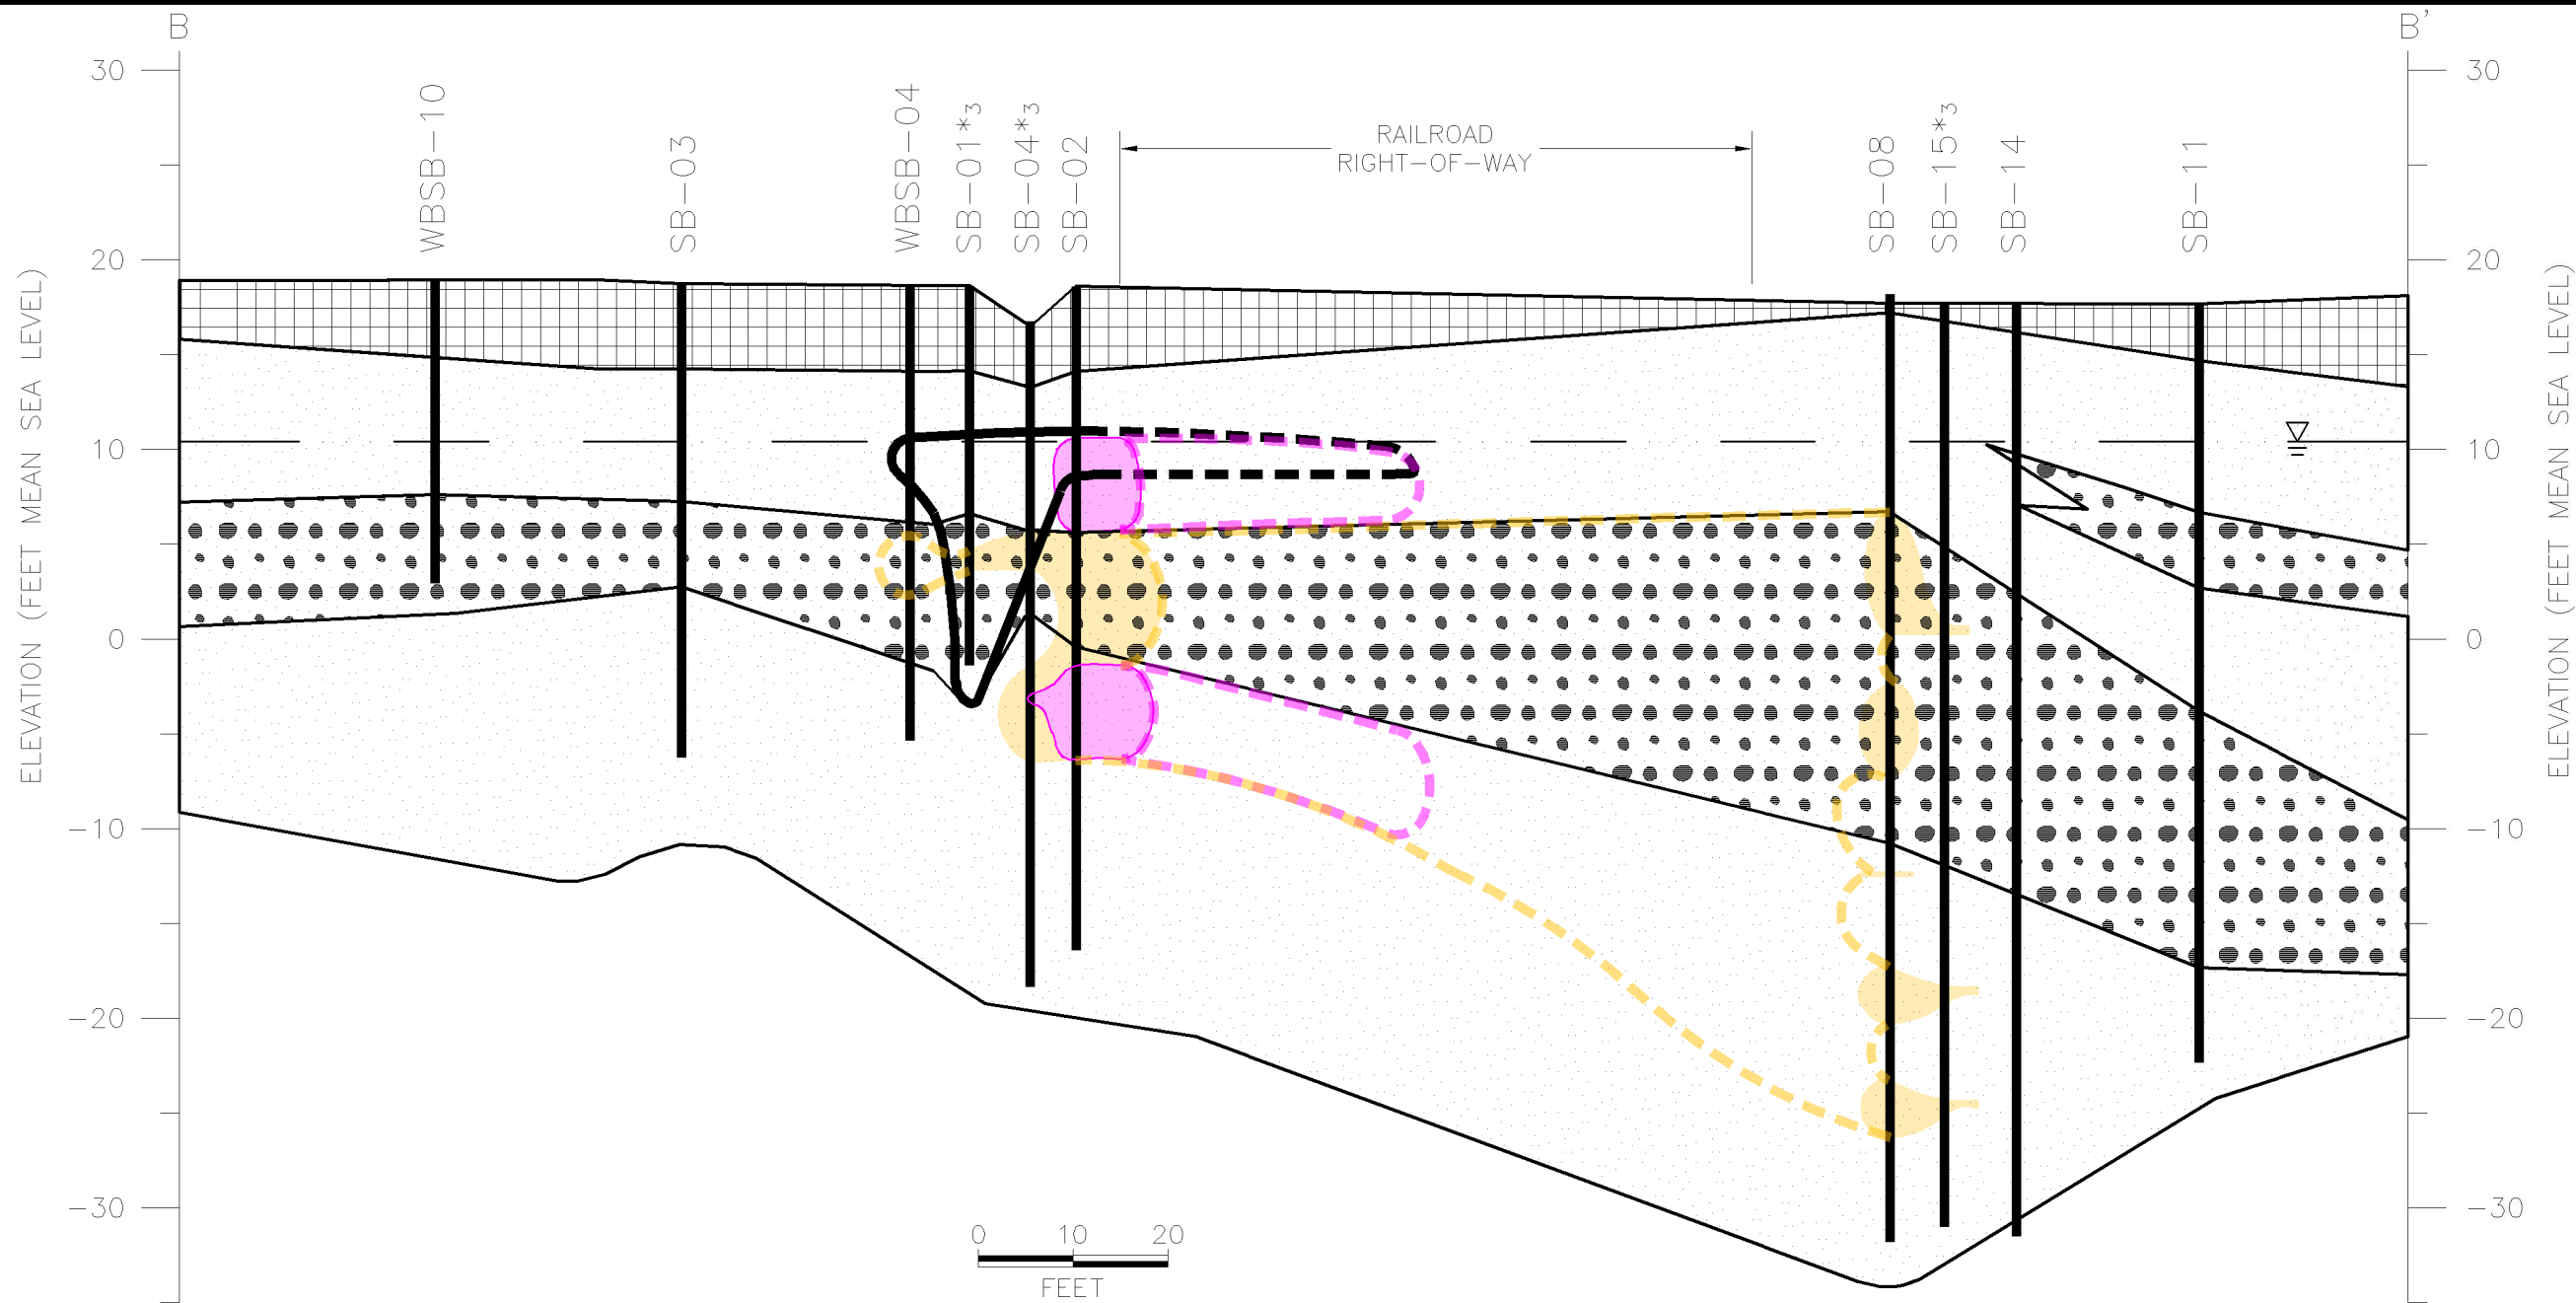 B
B'
30
20
10
0
-10
-20
-30
ELEVATION (FEET MEAN SEA LEVEL)
WBSB-10
SB-03
WBSB-04
SB-01*3
SB-04*3
SB-02
RAILROAD
RIGHT-OF-WAY
SB-08
SB-15*3
SB-14
SB-11
30
20
10
0
-10
-20
-30
ELEVATION (FEET MEAN SEA LEVEL)
0 10 20
FEET